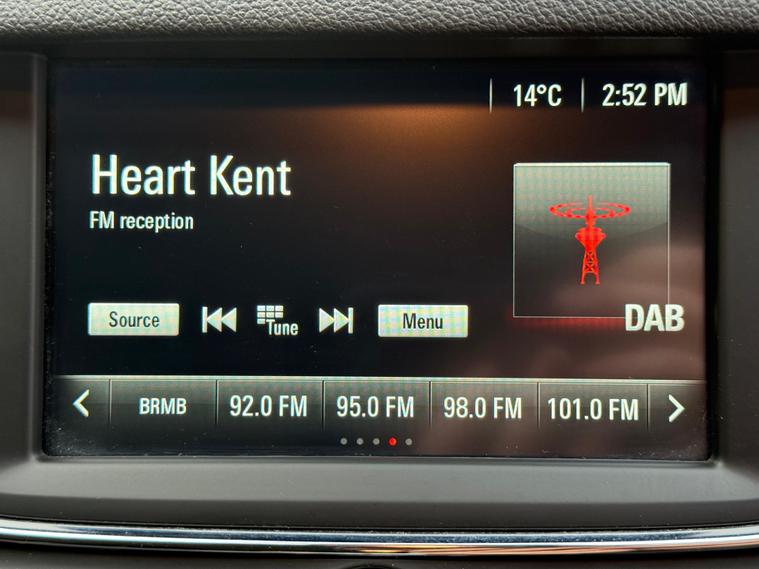 14°C 2:52 PM
Heart Kent
FM reception
DAB
Source Tune Menu
BRMB 92.0 FM 95.0 FM 98.0 FM 101.0 FM